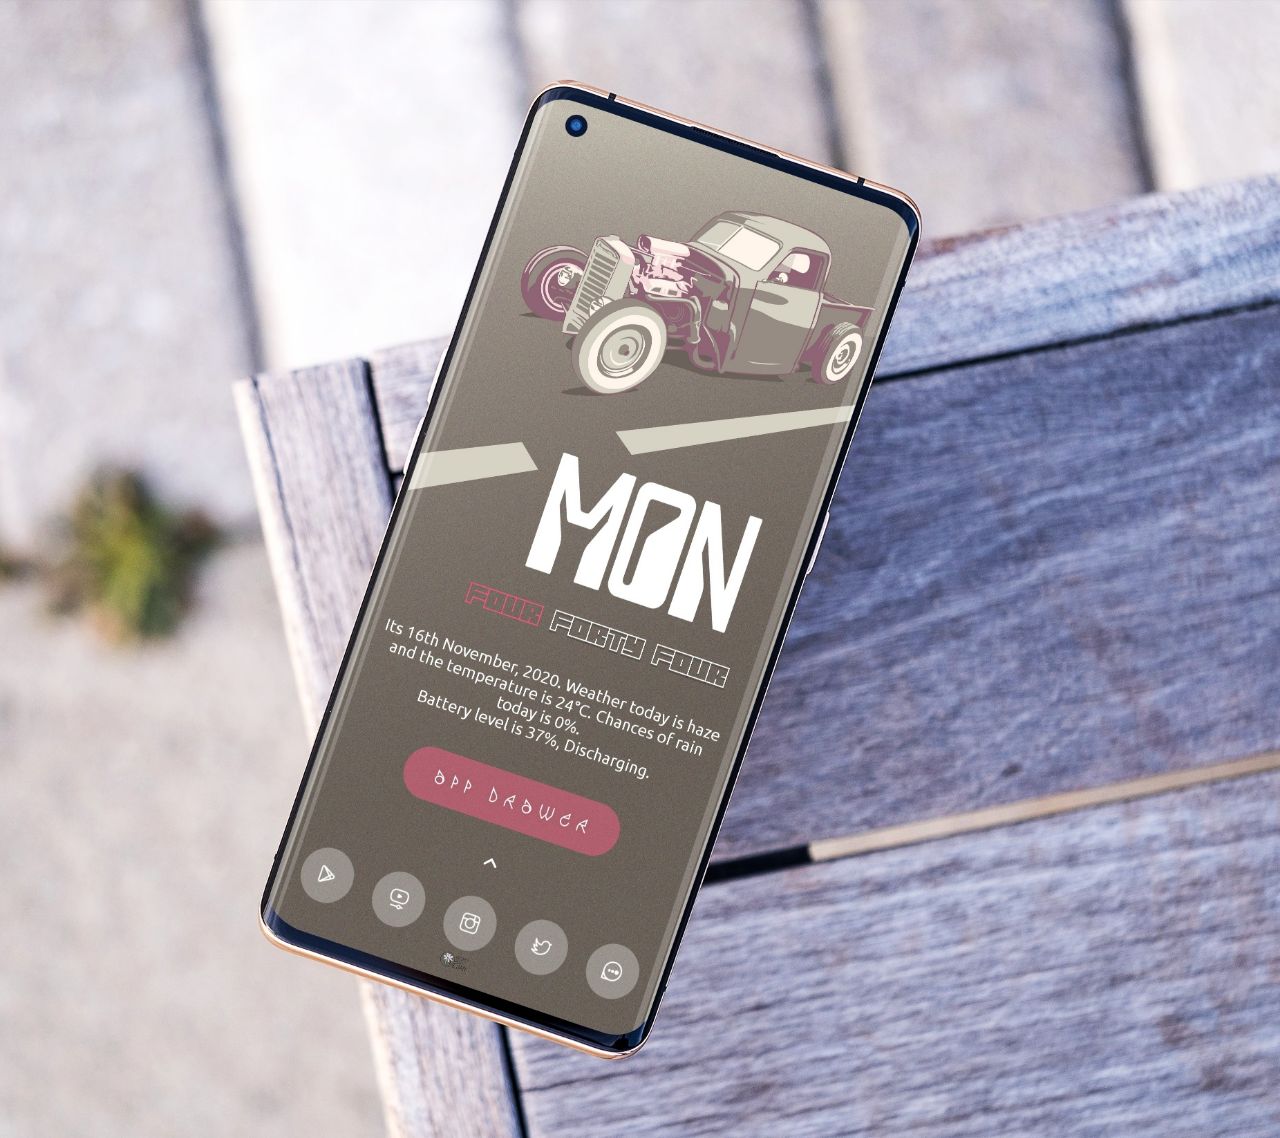 MON
FOUR FORTY FOUR
Its 16th November, 2020. Weather today is haze
and the temperature is 24°C. Chances of rain
today is 0%.
Battery level is 37%, Discharging.
APP DRAWER